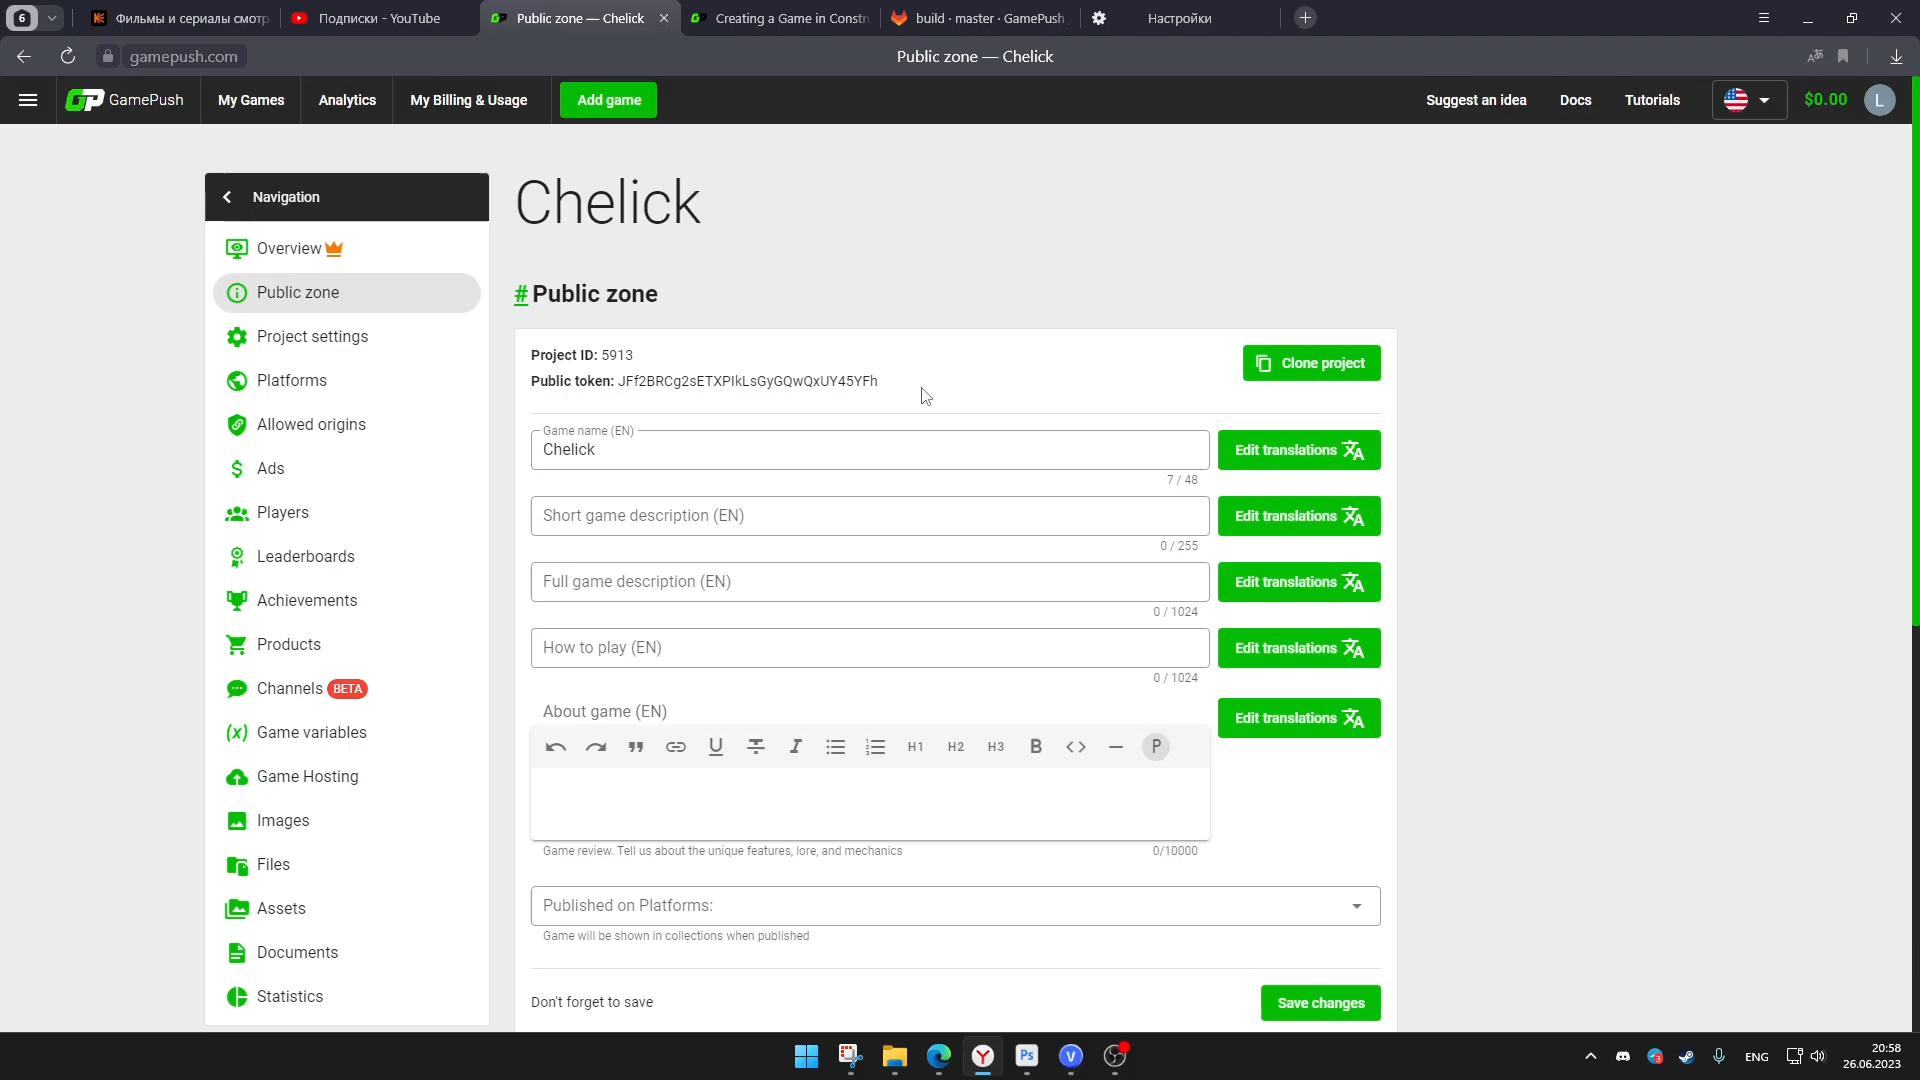 6
Фильмы и сериалы смотр
Подписки - YouTube
Public zone — Chelick
Creating a Game in Constr
build · master · GamePush
Настройки
gamepush.com
Public zone — Chelick
GamePush
My Games
Analytics
My Billing & Usage
Add game
Suggest an idea
Docs
Tutorials
$0.00
L
Navigation
Overview
Public zone
Project settings
Platforms
Allowed origins
Ads
Players
Leaderboards
Achievements
Products
Channels BETA
Game variables
Game Hosting
Images
Files
Assets
Documents
Statistics
Chelick
# Public zone
Project ID: 5913
Clone project
Game name (EN)
Chelick
Edit translations
7 / 48
Short game description (EN)
Edit translations
0 / 255
Full game description (EN)
Edit translations
0 / 1024
How to play (EN)
Edit translations
0 / 1024
About game (EN)
Edit translations
H1 H2 H3 B P
Game review. Tell us about the unique features, lore, and mechanics
0/10000
Published on Platforms:
Game will be shown in collections when published
Don't forget to save
Save changes
ENG
20:58
26.06.2023